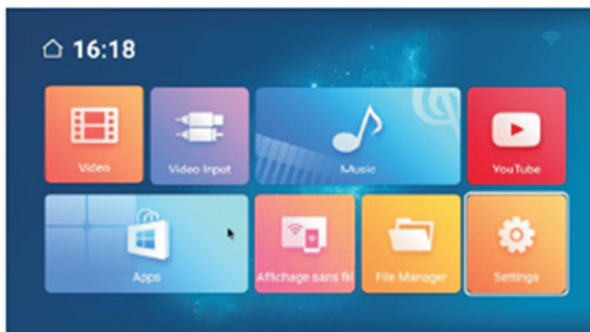 16:18
Video
Video Input
Music
YouTube
Apps
Affichage sans fil
File Manager
Settings